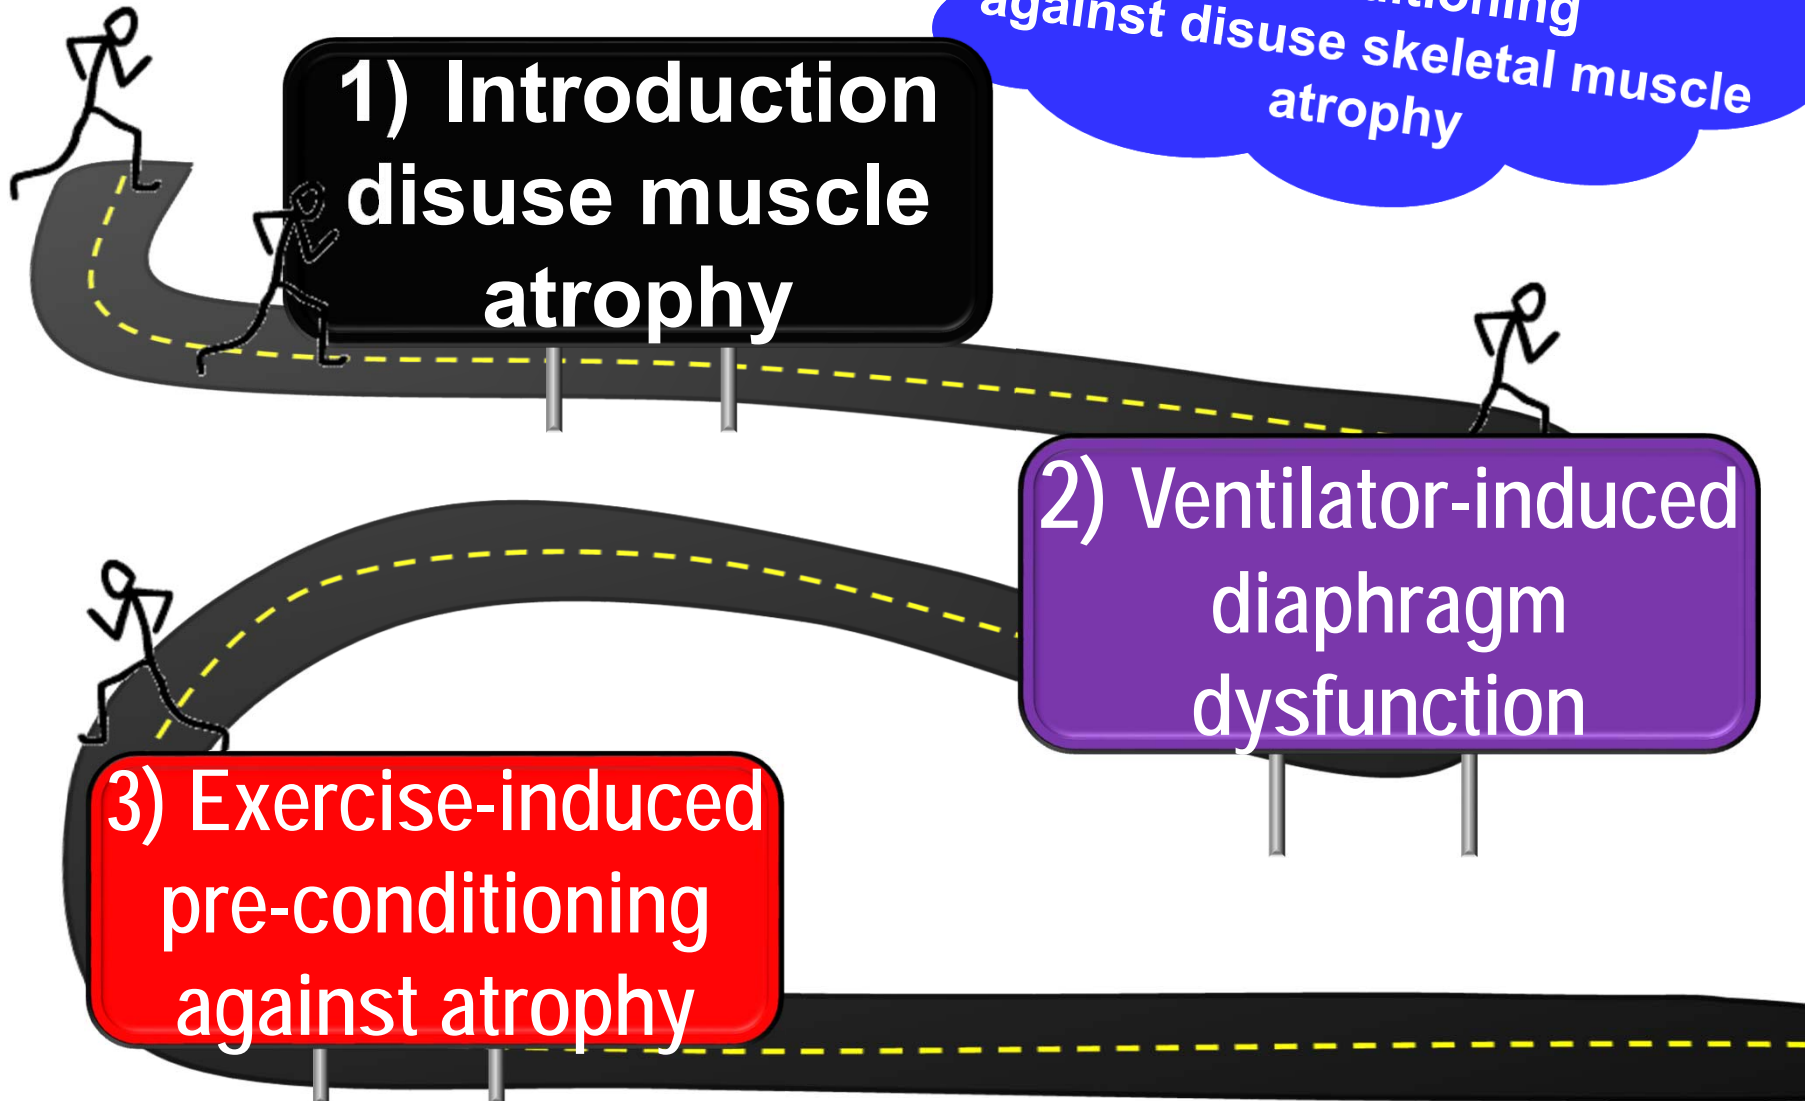 against disuse skeletal muscle
atrophy
1) Introduction
disuse muscle
atrophy
2) Ventilator-induced
diaphragm
dysfunction
3) Exercise-induced
pre-conditioning
against atrophy